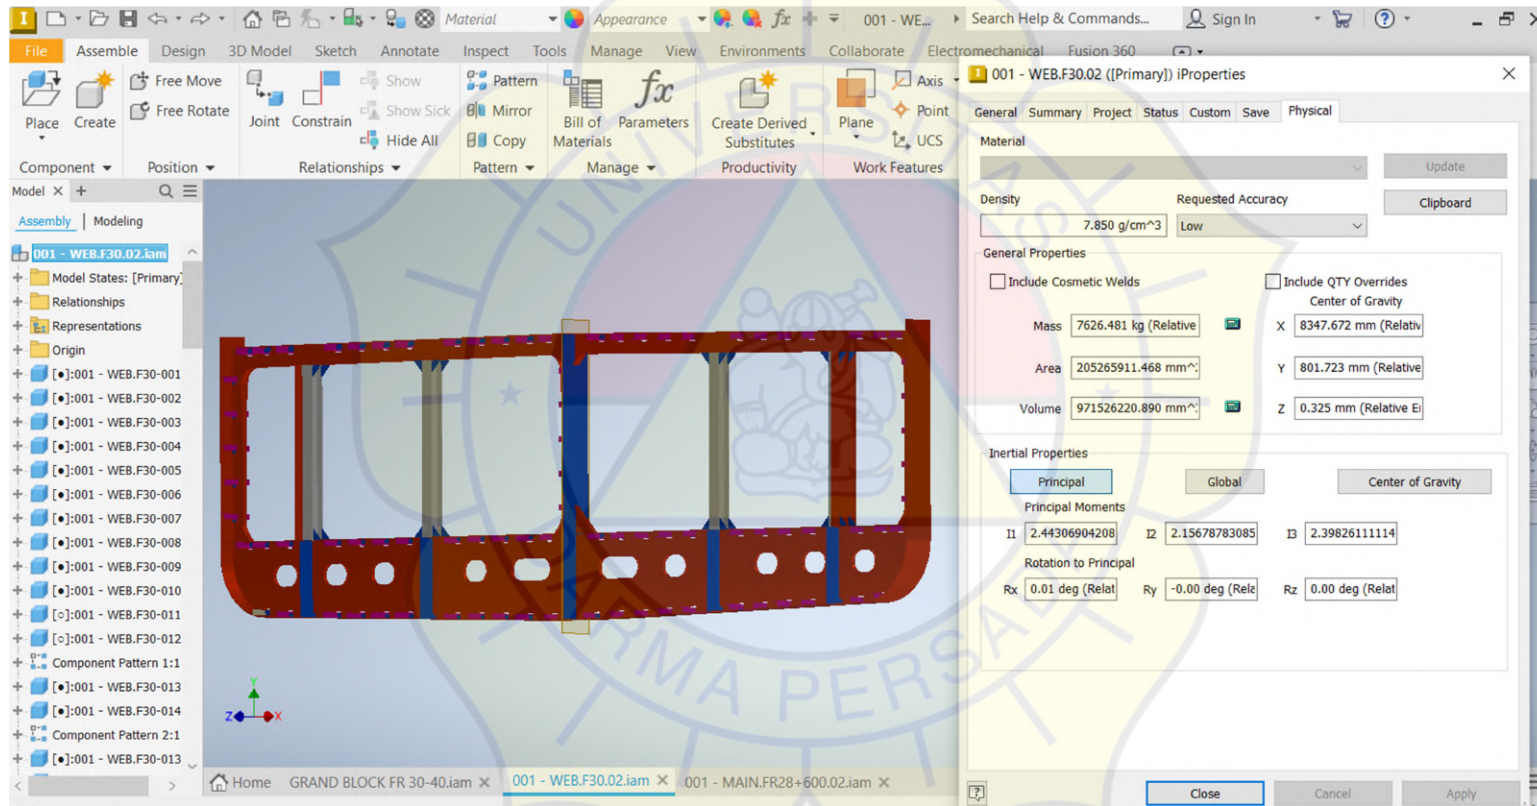 Material
Appearance
fx
001 - WE...
Search Help & Commands...
Sign In
File Assemble Design 3D Model Sketch Annotate Inspect Tools Manage View Environments Collaborate Electromechanical Fusion 360
Place
Create
Free Move
Free Rotate
Joint
Constrain
Show
Show Sick
Hide All
Pattern
Mirror
Copy
Bill of
Materials
fx
Parameters
Create Derived
Substitutes
Plane
Axis
Point
UCS
Component Position Relationships Pattern Manage Productivity Work Features
Model
Assembly | Modeling
001 - WEB.F30.02.iam
Model States: [Primary]
Relationships
Representations
Origin
[●]:001 - WEB.F30-001
[●]:001 - WEB.F30-002
[●]:001 - WEB.F30-003
[●]:001 - WEB.F30-004
[●]:001 - WEB.F30-005
[●]:001 - WEB.F30-006
[●]:001 - WEB.F30-007
[●]:001 - WEB.F30-008
[●]:001 - WEB.F30-009
[●]:001 - WEB.F30-010
[○]:001 - WEB.F30-011
[○]:001 - WEB.F30-012
Component Pattern 1:1
[●]:001 - WEB.F30-013
[●]:001 - WEB.F30-014
Component Pattern 2:1
[●]:001 - WEB.F30-013
Y
Z
X
UNIVERSITAS
DARMA PERSADA
Home GRAND BLOCK FR 30-40.iam 001 - WEB.F30.02.iam 001 - MAIN.FR28+600.02.iam
001 - WEB.F30.02 ([Primary]) iProperties
General Summary Project Status Custom Save Physical
Material
Update
Density Requested Accuracy
Clipboard
7.850 g/cm^3 Low
General Properties
Include Cosmetic Welds Include QTY Overrides
Center of Gravity
Mass 7626.481 kg (Relative X 8347.672 mm (Relativ
Area 205265911.468 mm^ Y 801.723 mm (Relative
Volume 971526220.890 mm^ Z 0.325 mm (Relative Er
Inertial Properties
Principal Global Center of Gravity
Principal Moments
I1 2.44306904208 I2 2.15678783085 I3 2.39826111114
Rotation to Principal
Rx 0.01 deg (Relat Ry -0.00 deg (Rela Rz 0.00 deg (Relat
Close Cancel Apply